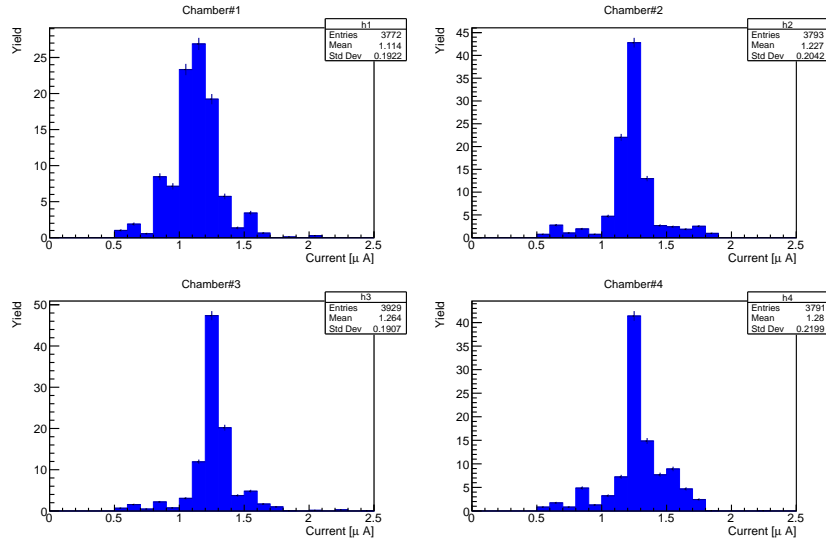 Chamber#1
Yield
h1
Entries 3772
Mean 1.114
Std Dev 0.1922
25
20
15
10
5
0
0 0.5 1 1.5 2 2.5
Current [μ A]
Chamber#2
Yield
h2
Entries 3793
Mean 1.227
Std Dev 0.2042
45
40
35
30
25
20
15
10
5
0
0 0.5 1 1.5 2 2.5
Current [μ A]
Chamber#3
Yield
h3
Entries 3929
Mean 1.264
Std Dev 0.1907
50
40
30
20
10
0
0 0.5 1 1.5 2 2.5
Current [μ A]
Chamber#4
Yield
h4
Entries 3791
Mean 1.28
Std Dev 0.2199
40
35
30
25
20
15
10
5
0
0 0.5 1 1.5 2 2.5
Current [μ A]